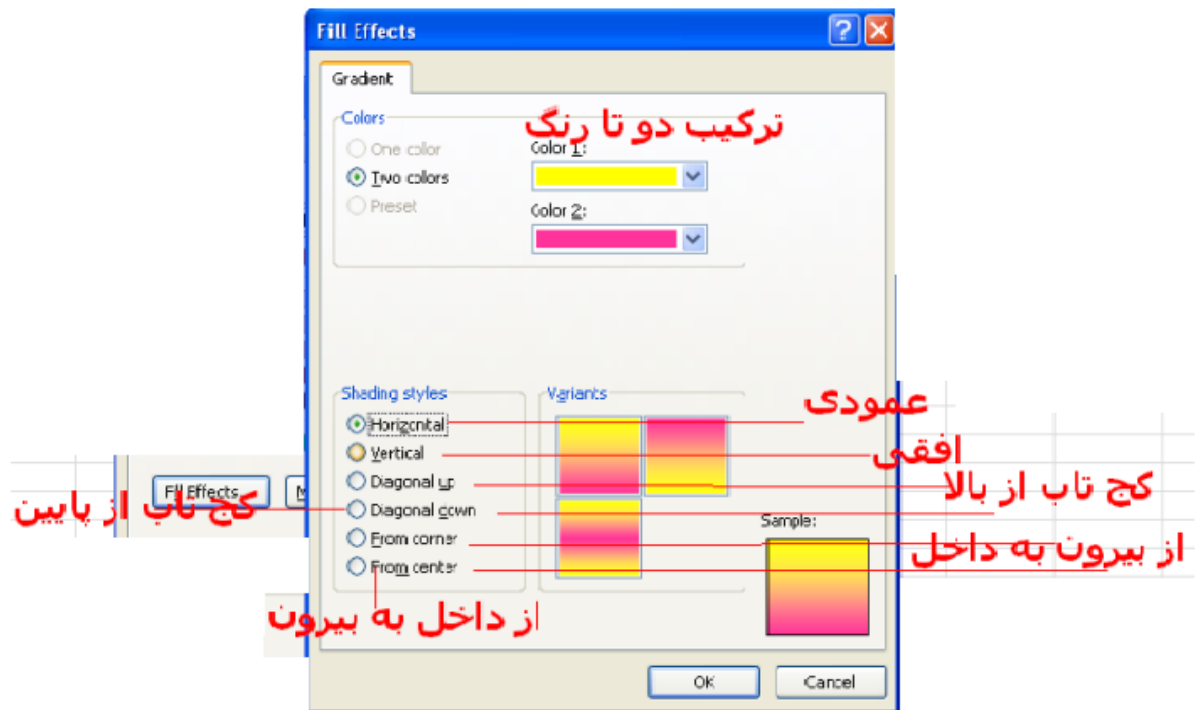 Fill Effects
Gradient
Colors
ترکیب دو تا رنگ
One color
Color 1:
Two colors
Preset
Color 2:
Shading styles
Variants
عمودی
Horizontal
افقی
Vertical
Diagonal up
کج تاب از بالا
Fill Effects...
M
کج تاب از پایین
Diagonal down
Sample:
From corner
از بیرون به داخل
From center
از داخل به بیرون
OK
Cancel